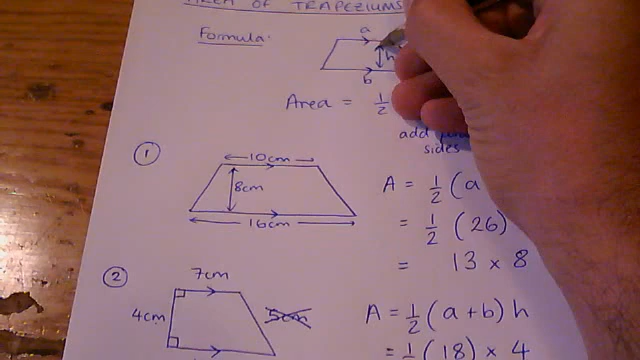 AREA OF TRAPEZIUMS
Formula:
a
h
b
Area = 1/2
add
sides
① 10cm
8cm
16cm
A = 1/2 (a
= 1/2 (26)
= 13 × 8
② 7cm
4cm
5cm
A = 1/2 (a + b) h
= 1/2 (18) × 4